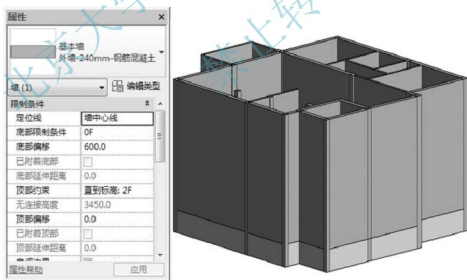 属性
基本墙
外墙-240mm-钢筋混凝土
墙 (1)
编辑类型
限制条件
定位线 墙中心线
底部限制条件 0F
底部偏移 600.0
已附着底部
底部延伸距离 0.0
顶部约束 直到标高: 2F
无连接高度 3450.0
顶部偏移 0.0
已附着顶部
顶部延伸距离 0.0
属性帮助
应用